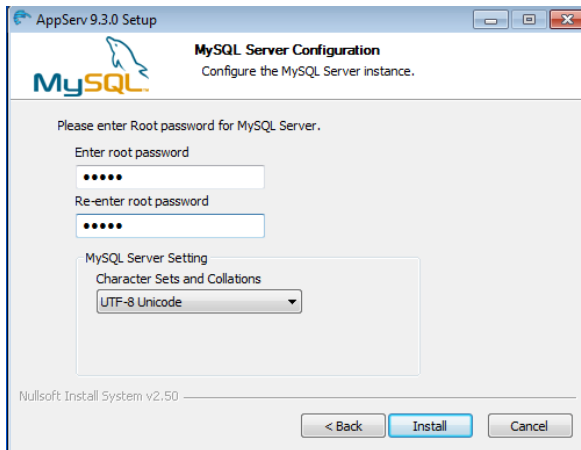 AppServ 9.3.0 Setup
MySQL Server Configuration
Configure the MySQL Server instance.
MySQL
Please enter Root password for MySQL Server.
Enter root password
•••••
Re-enter root password
•••••
MySQL Server Setting
Character Sets and Collations
UTF-8 Unicode
Nullsoft Install System v2.50
< Back Install Cancel